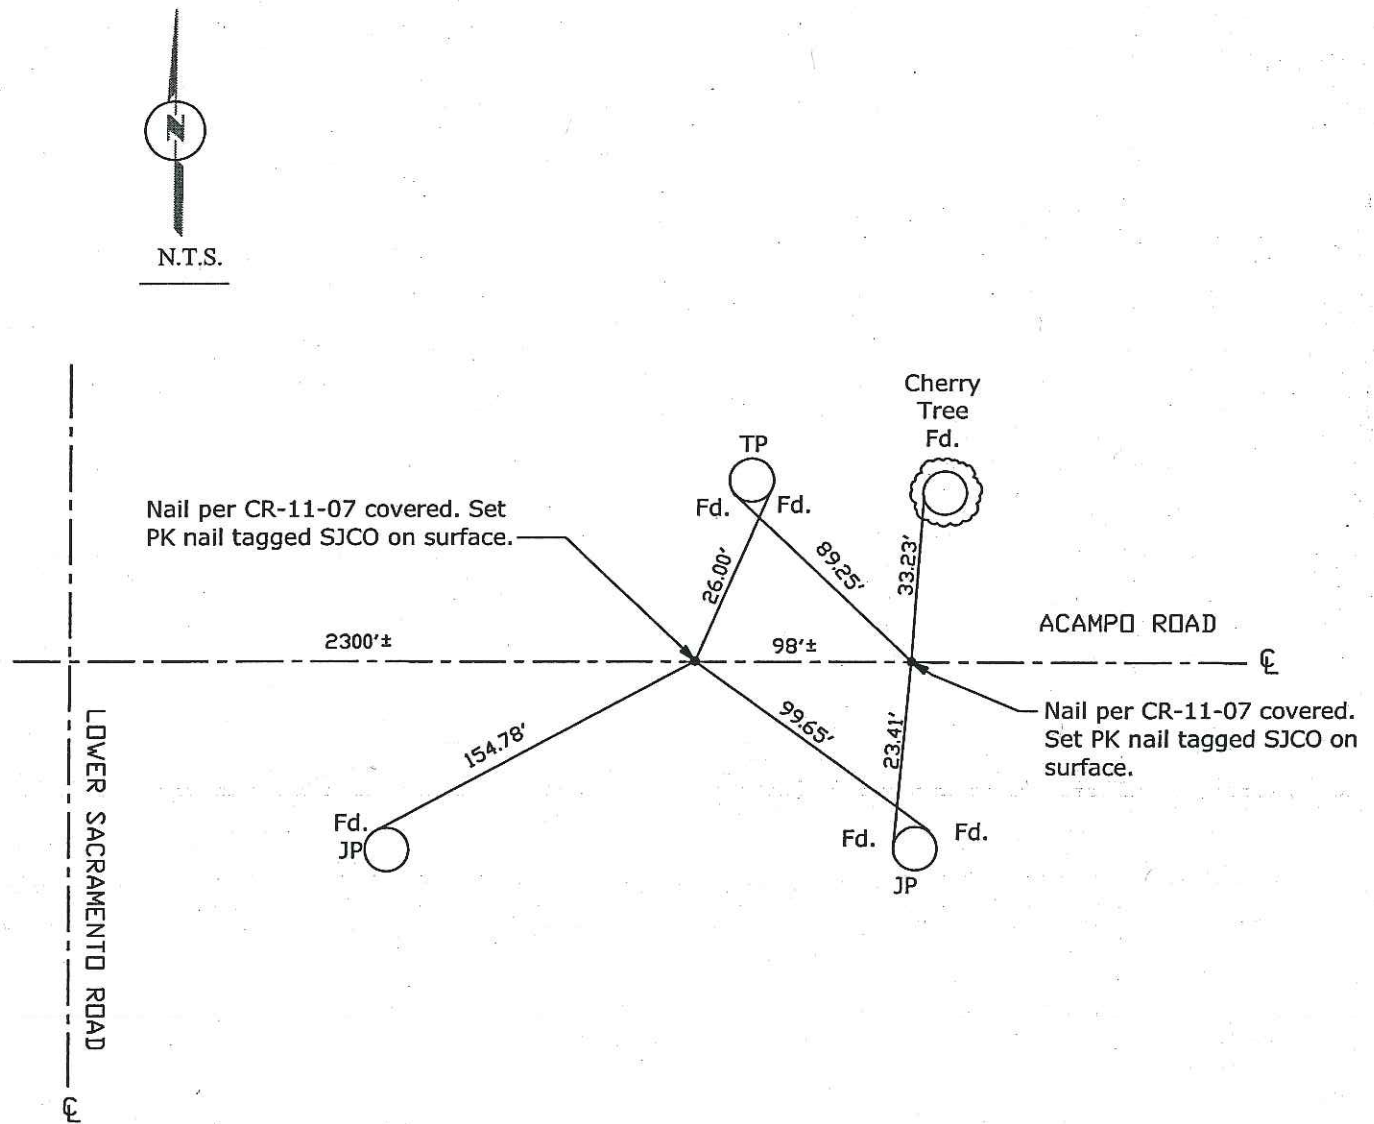 N
N.T.S.
Cherry
Tree
Fd.
TP
Fd.
Fd.
Nail per CR-11-07 covered. Set
PK nail tagged SJCO on surface.
26.00'
89.25'
33.23'
ACAMPO ROAD
2300'±
98'±
℄
Nail per CR-11-07 covered.
Set PK nail tagged SJCO on
surface.
154.78'
99.65'
23.41'
LOWER SACRAMENTO ROAD
Fd.
JP
Fd.
Fd.
JP
℄